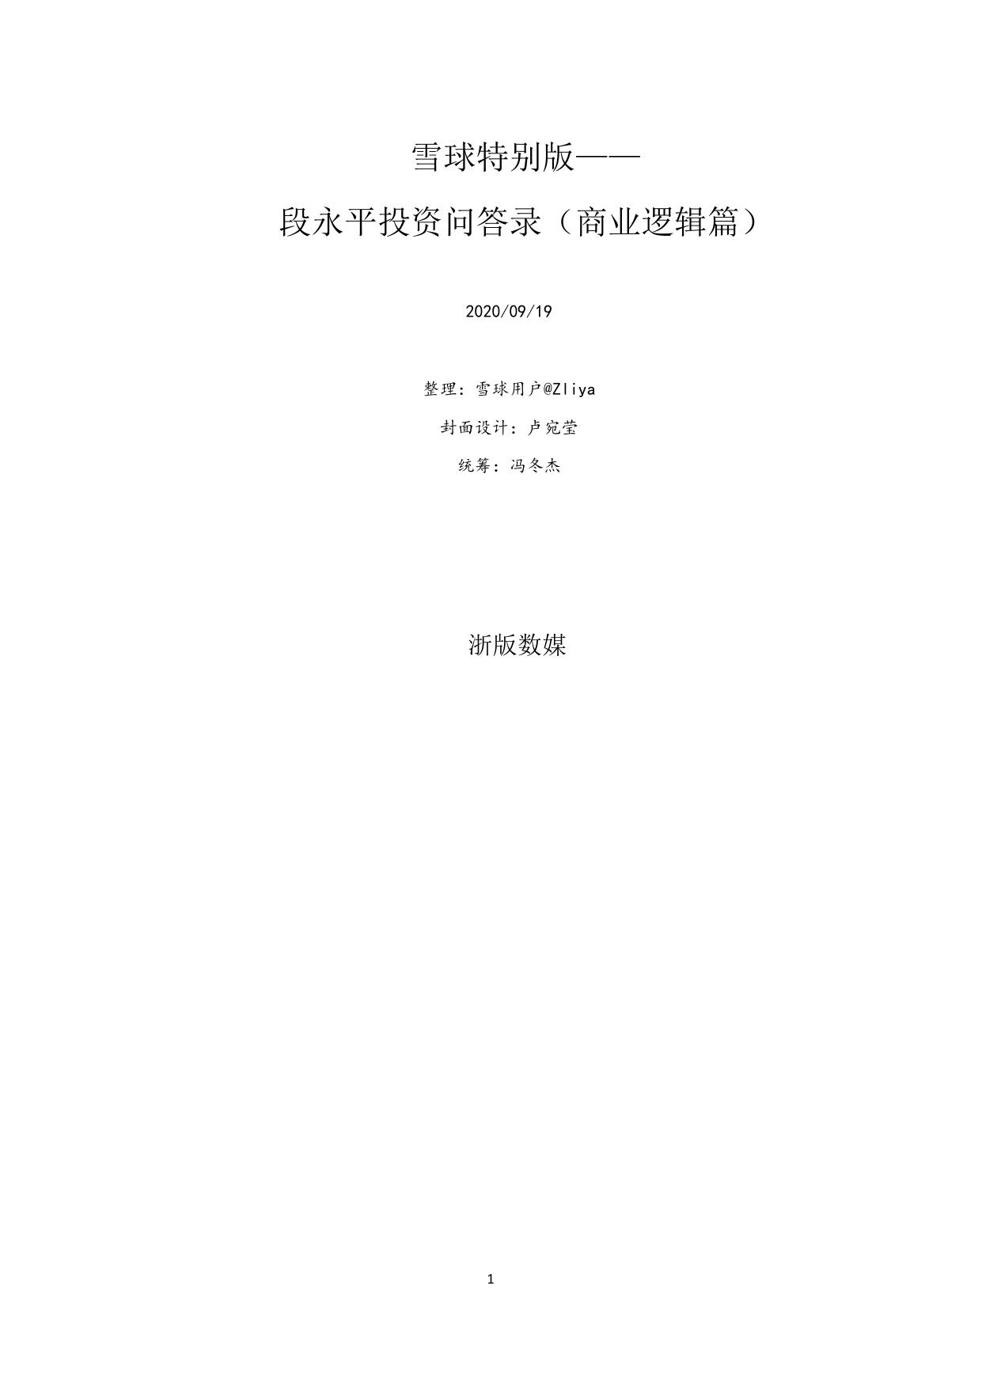 雪球特别版——
段永平投资问答录（商业逻辑篇）
2020/09/19
整理：雪球用户@Zliya
封面设计：卢宛莹
统筹：冯冬杰
浙版数媒
1